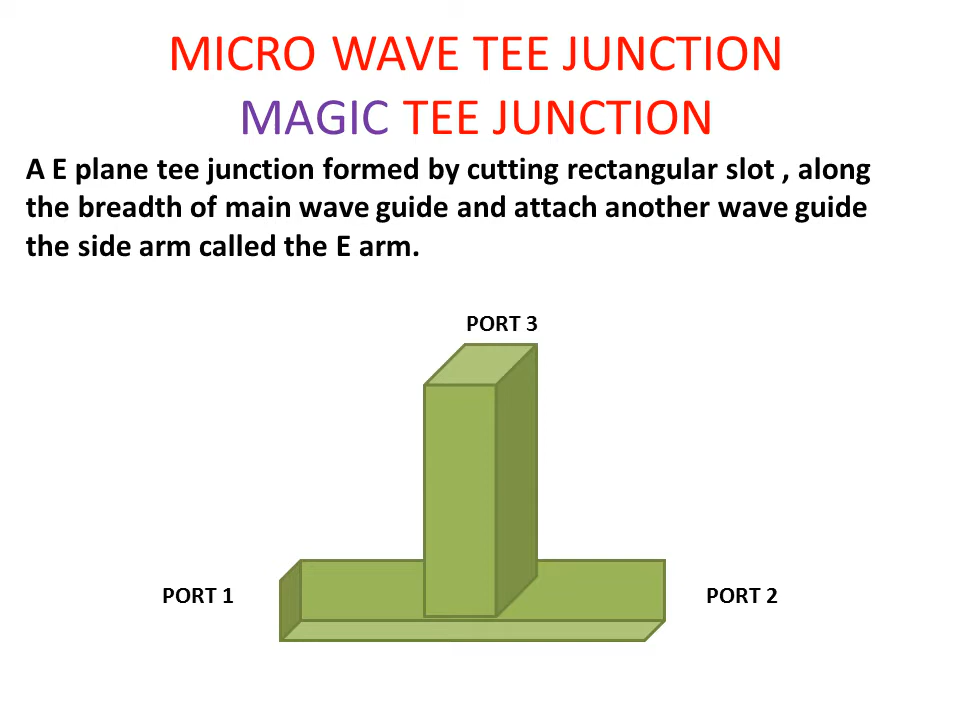 MICRO WAVE TEE JUNCTION
MAGIC TEE JUNCTION
A E plane tee junction formed by cutting rectangular slot , along
the breadth of main wave guide and attach another wave guide
the side arm called the E arm.
PORT 3
PORT 1
PORT 2